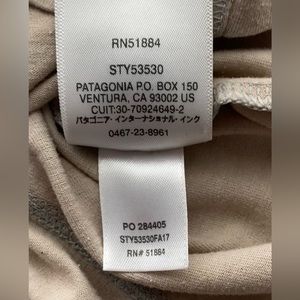 RN51884
STY53530
PATAGONIA P.O. BOX 150
VENTURA, CA 93002 US
CUIT:30-70924649-2
パタゴニア・インターナショナル・インク
0467-23-8961
PO 284405
STY53530FA17
RN# 51884